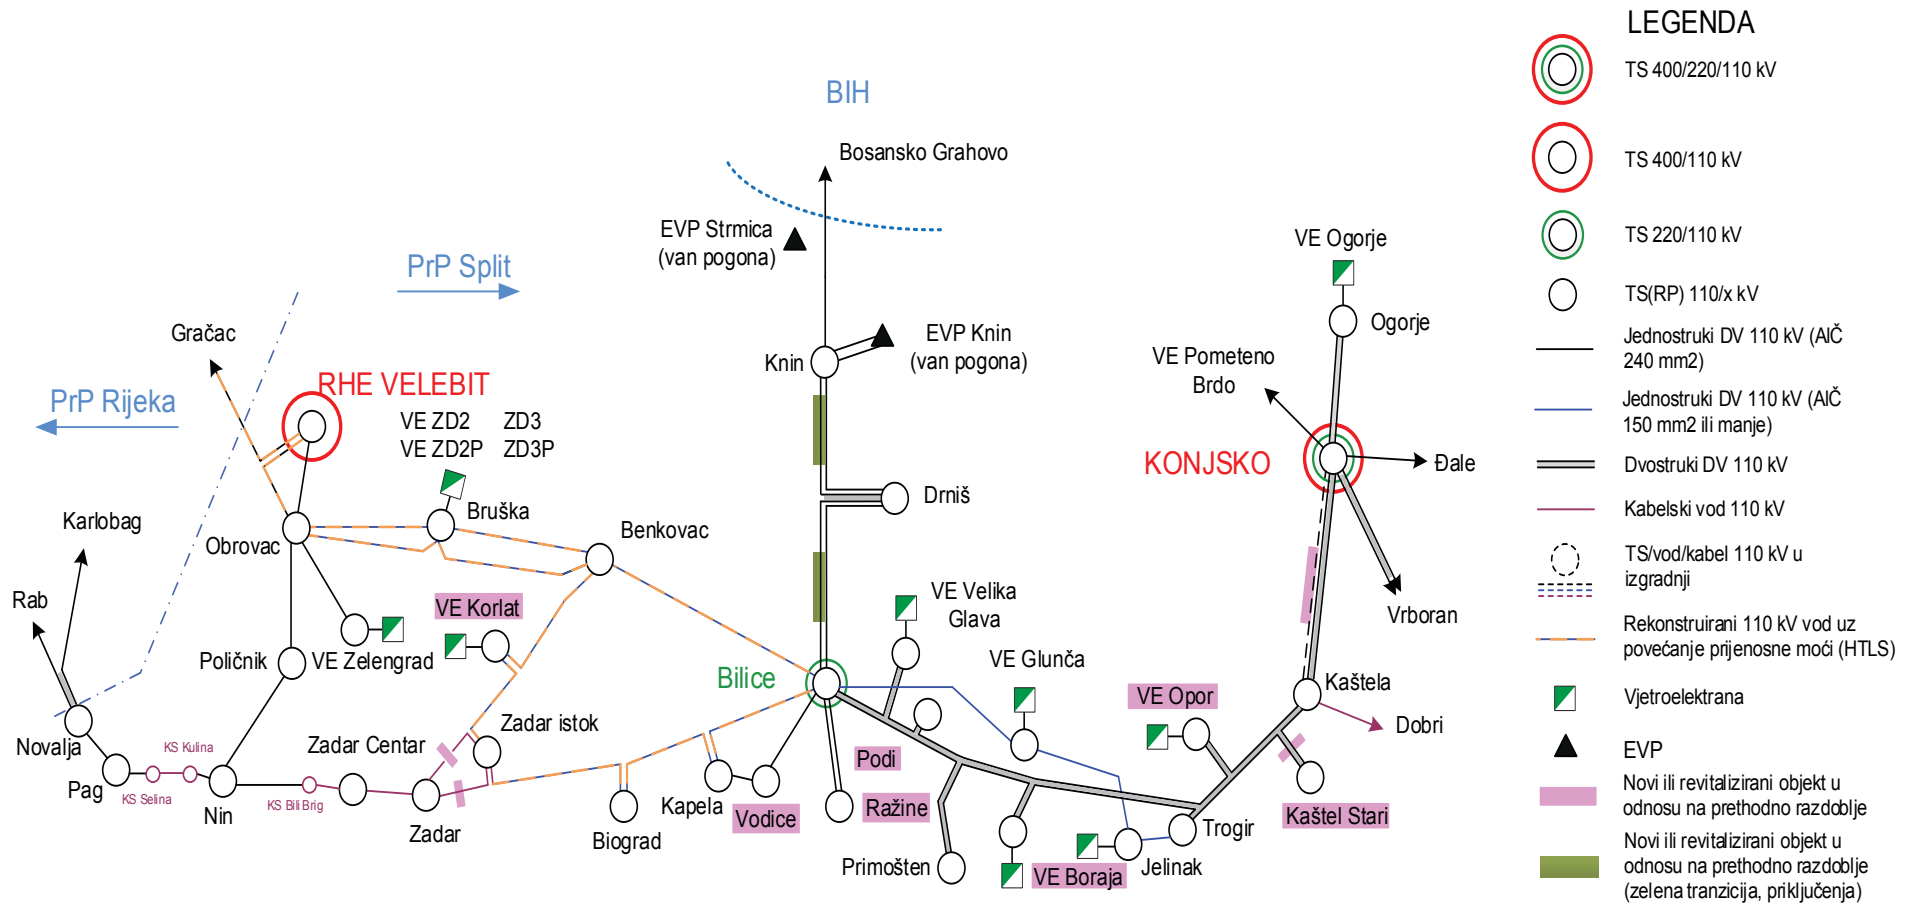 LEGENDA
TS 400/220/110 kV
TS 400/110 kV
TS 220/110 kV
TS(RP) 110/x kV
Jednostruki DV 110 kV (AlČ
240 mm2)
Jednostruki DV 110 kV (AlČ
150 mm2 ili manje)
Dvostruki DV 110 kV
Kabelski vod 110 kV
TS/vod/kabel 110 kV u
izgradnji
Rekonstruirani 110 kV vod uz
povećanje prijenosne moći (HTLS)
Vjetroelektrana
EVP
Novi ili revitalizirani objekt u
odnosu na prethodno razdoblje
Novi ili revitalizirani objekt u
odnosu na prethodno razdoblje
(zelena tranzicija, priključenja)
BIH
Bosansko Grahovo
EVP Strmica
(van pogona)
PrP Split
PrP Rijeka
Gračac
RHE VELEBIT
VE ZD2 ZD3
VE ZD2P ZD3P
Knin
EVP Knin
(van pogona)
VE Ogorje
Ogorje
VE Pometeno
Brdo
KONJSKO
Đale
Vrboran
Karlobag
Rab
Obrovac
Bruška
Benkovac
Drniš
VE Korlat
VE Zelengrad
Poličnik
Bilice
VE Velika
Glava
VE Glunča
VE Opor
Kaštela
Dobri
Novalja
Pag
KS Kulina
KS Selina
Nin
KS Bili Brig
Zadar Centar
Zadar istok
Zadar
Biograd
Kapela
Vodice
Podi
Ražine
Primošten
VE Boraja
Jelinak
Trogir
Kaštel Stari